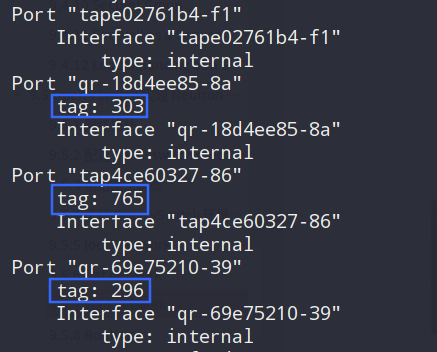 Port "tape02761b4-f1"
Interface "tape02761b4-f1"
type: internal
Port "qr-18d4ee85-8a"
tag: 303
Interface "qr-18d4ee85-8a"
type: internal
Port "tap4ce60327-86"
tag: 765
Interface "tap4ce60327-86"
type: internal
Port "qr-69e75210-39"
tag: 296
Interface "qr-69e75210-39"
type: internal